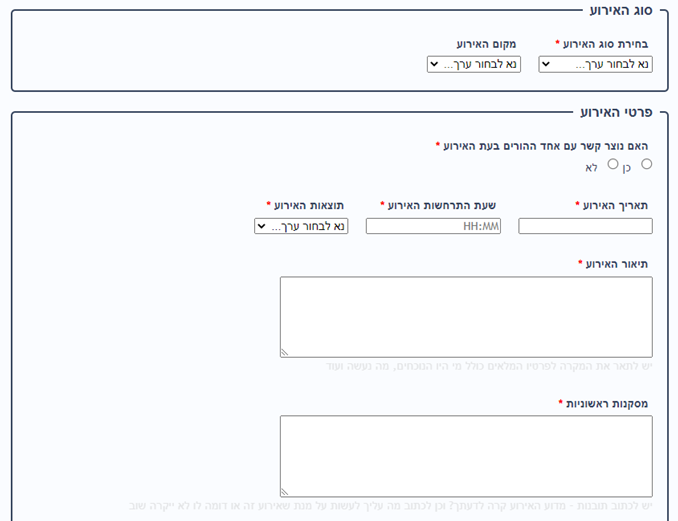 סוג האירוע
בחירת סוג האירוע * מקום האירוע
נא לבחור ערך... נא לבחור ערך...
פרטי האירוע
האם נוצר קשר עם אחד ההורים בעת האירוע *
כן לא
תאריך האירוע * שעת התרחשות האירוע * תוצאות האירוע *
HH:MM נא לבחור ערך...
תיאור האירוע *
יש לתאר את המקרה לפרטיו המלאים כולל מי היו הנוכחים, מה נעשה ועוד
מסקנות ראשוניות *
יש לכתוב תובנות - מדוע האירוע קרה לדעתך? וכן לכתוב מה עליך לעשות על מנת שאירוע זה או דומה לו לא ייקרה שוב